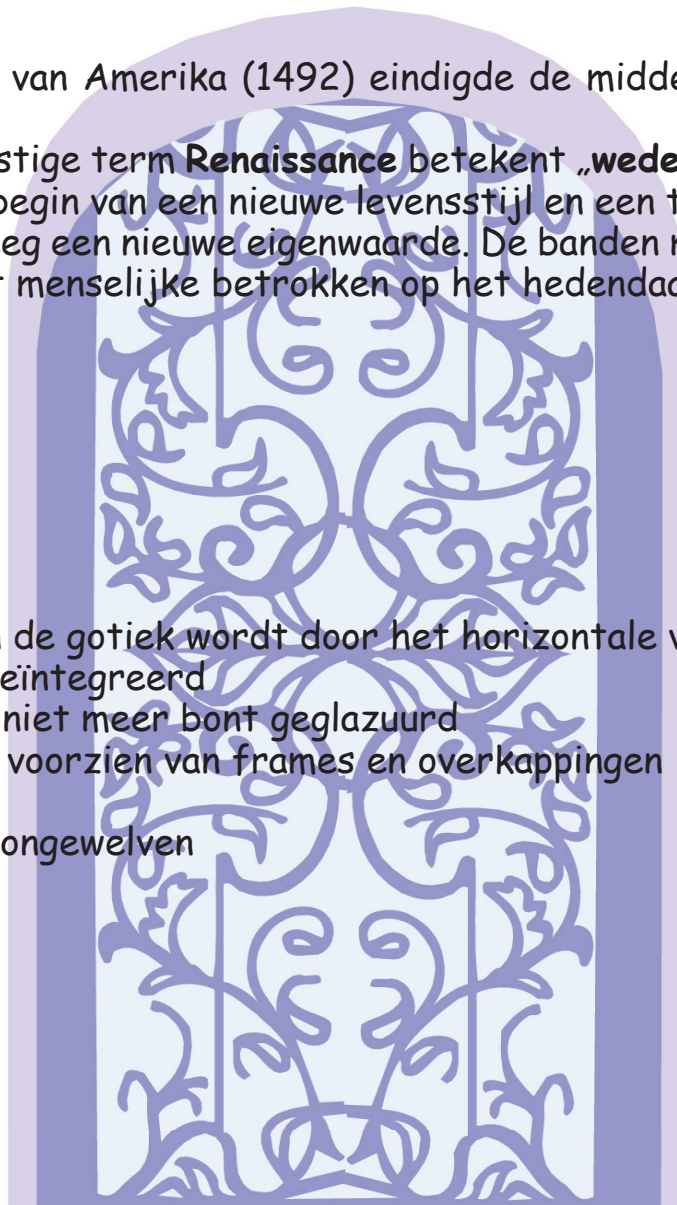 van Amerika (1492) eindigde de midde
stige term Renaissance betekent „wede
begin van een nieuwe levensstijl en een t
eg een nieuwe eigenwaarde. De banden
menselijke betrokken op het hedendaa
de gotiek wordt door het horizontale v
eïntegreerd
niet meer bont geglazuurd
voorzien van frames en overkappingen
ongewelven